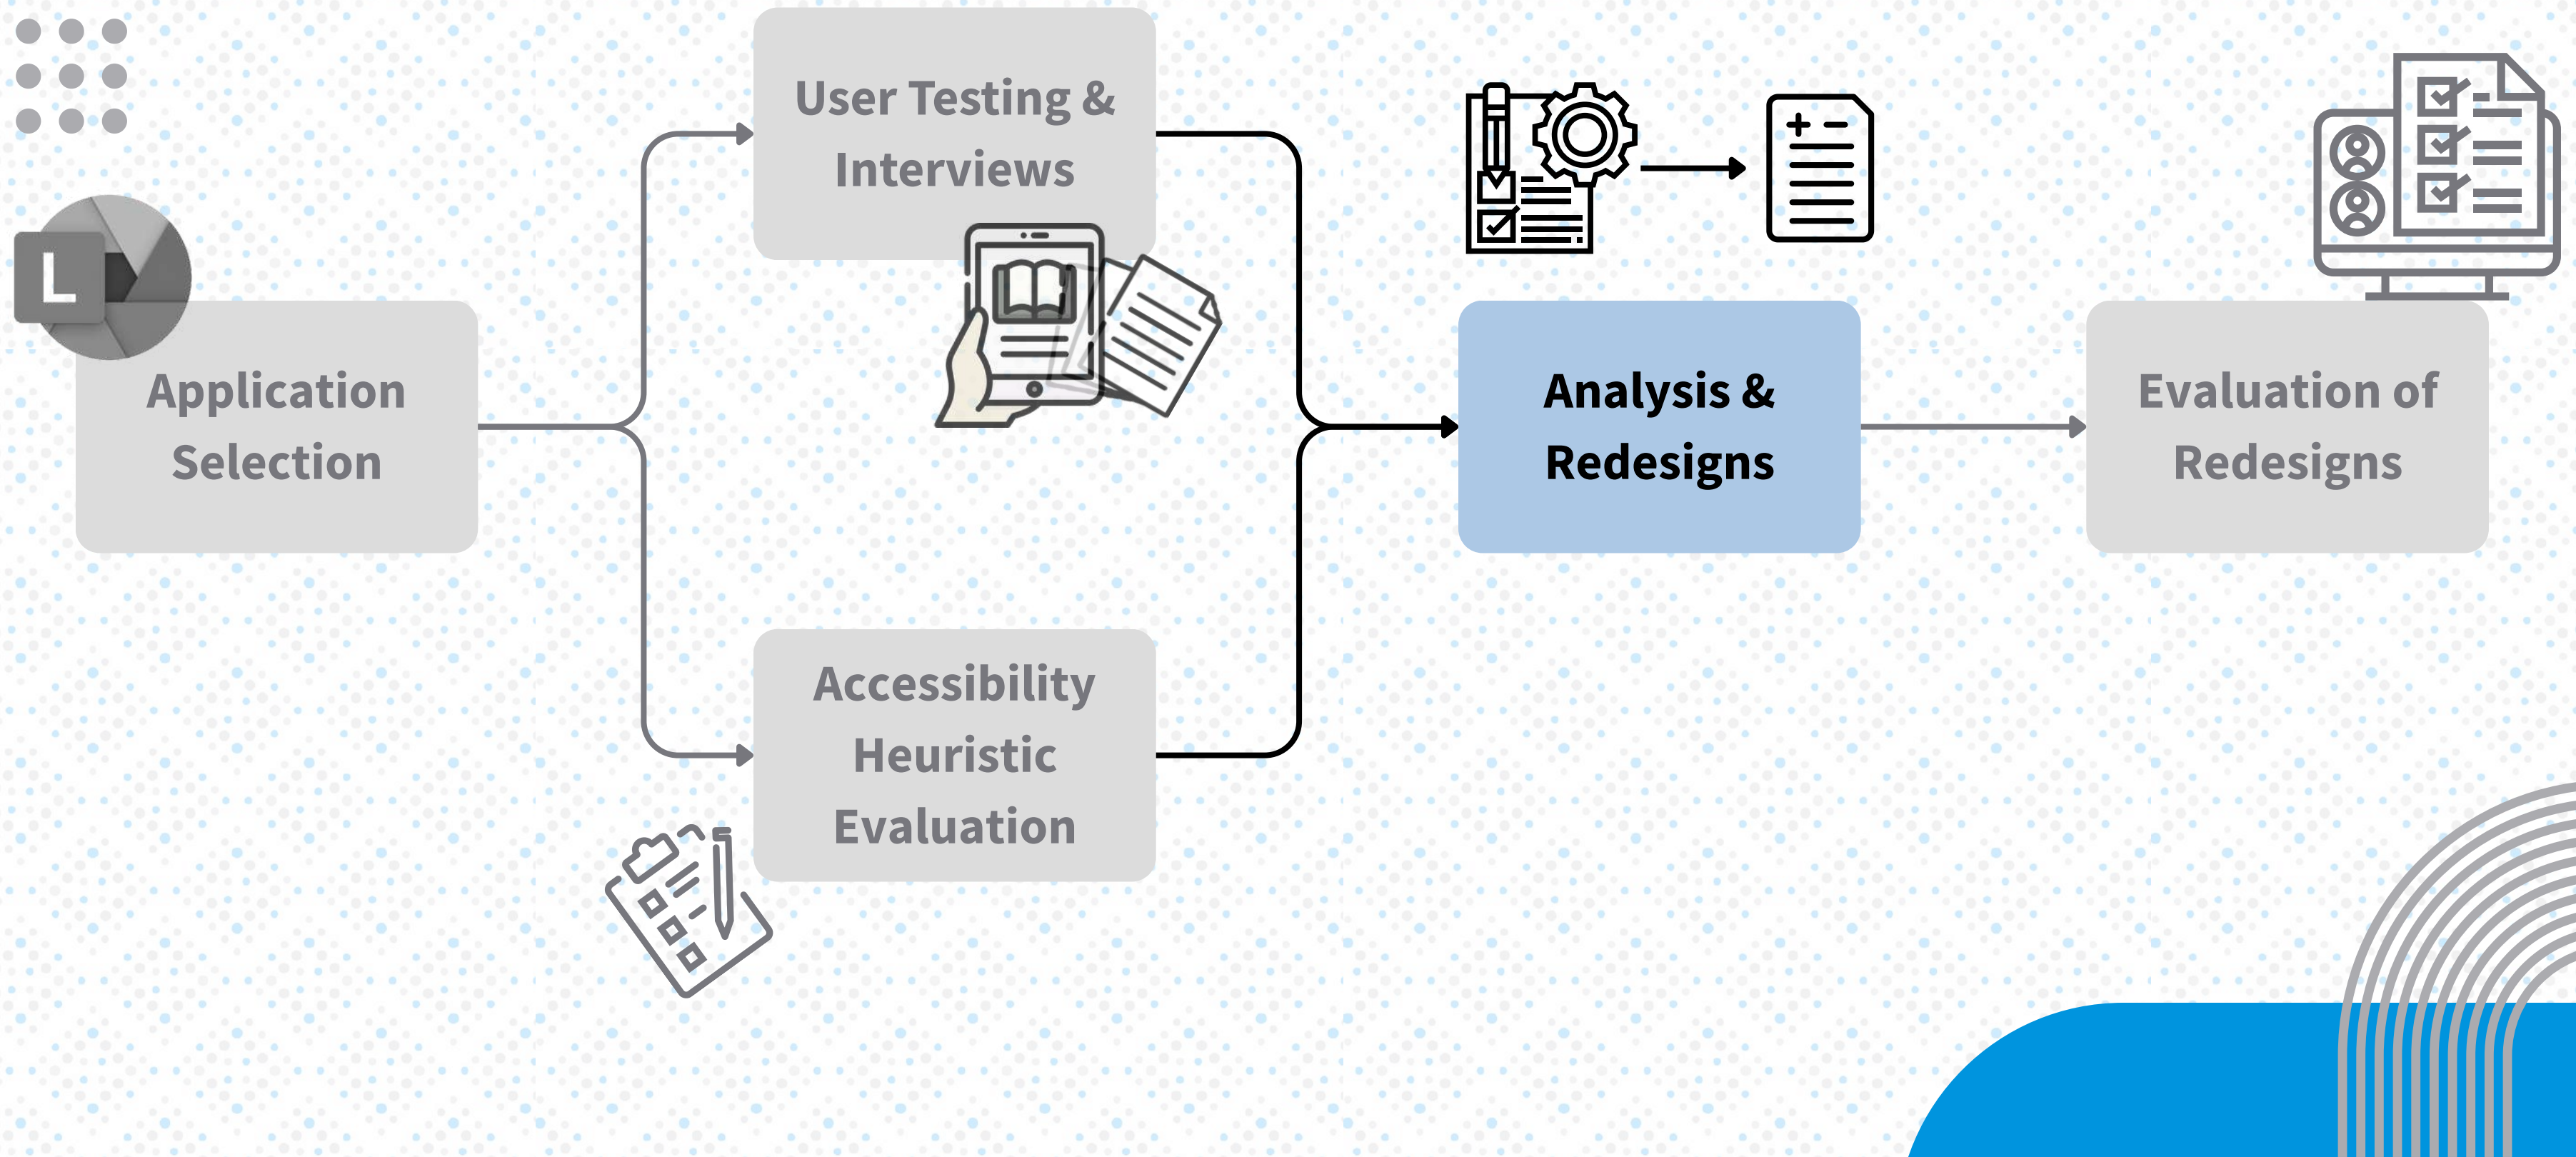 User Testing &
Interviews
L
Application
Selection
Analysis &
Redesigns
Evaluation of
Redesigns
Accessibility
Heuristic
Evaluation